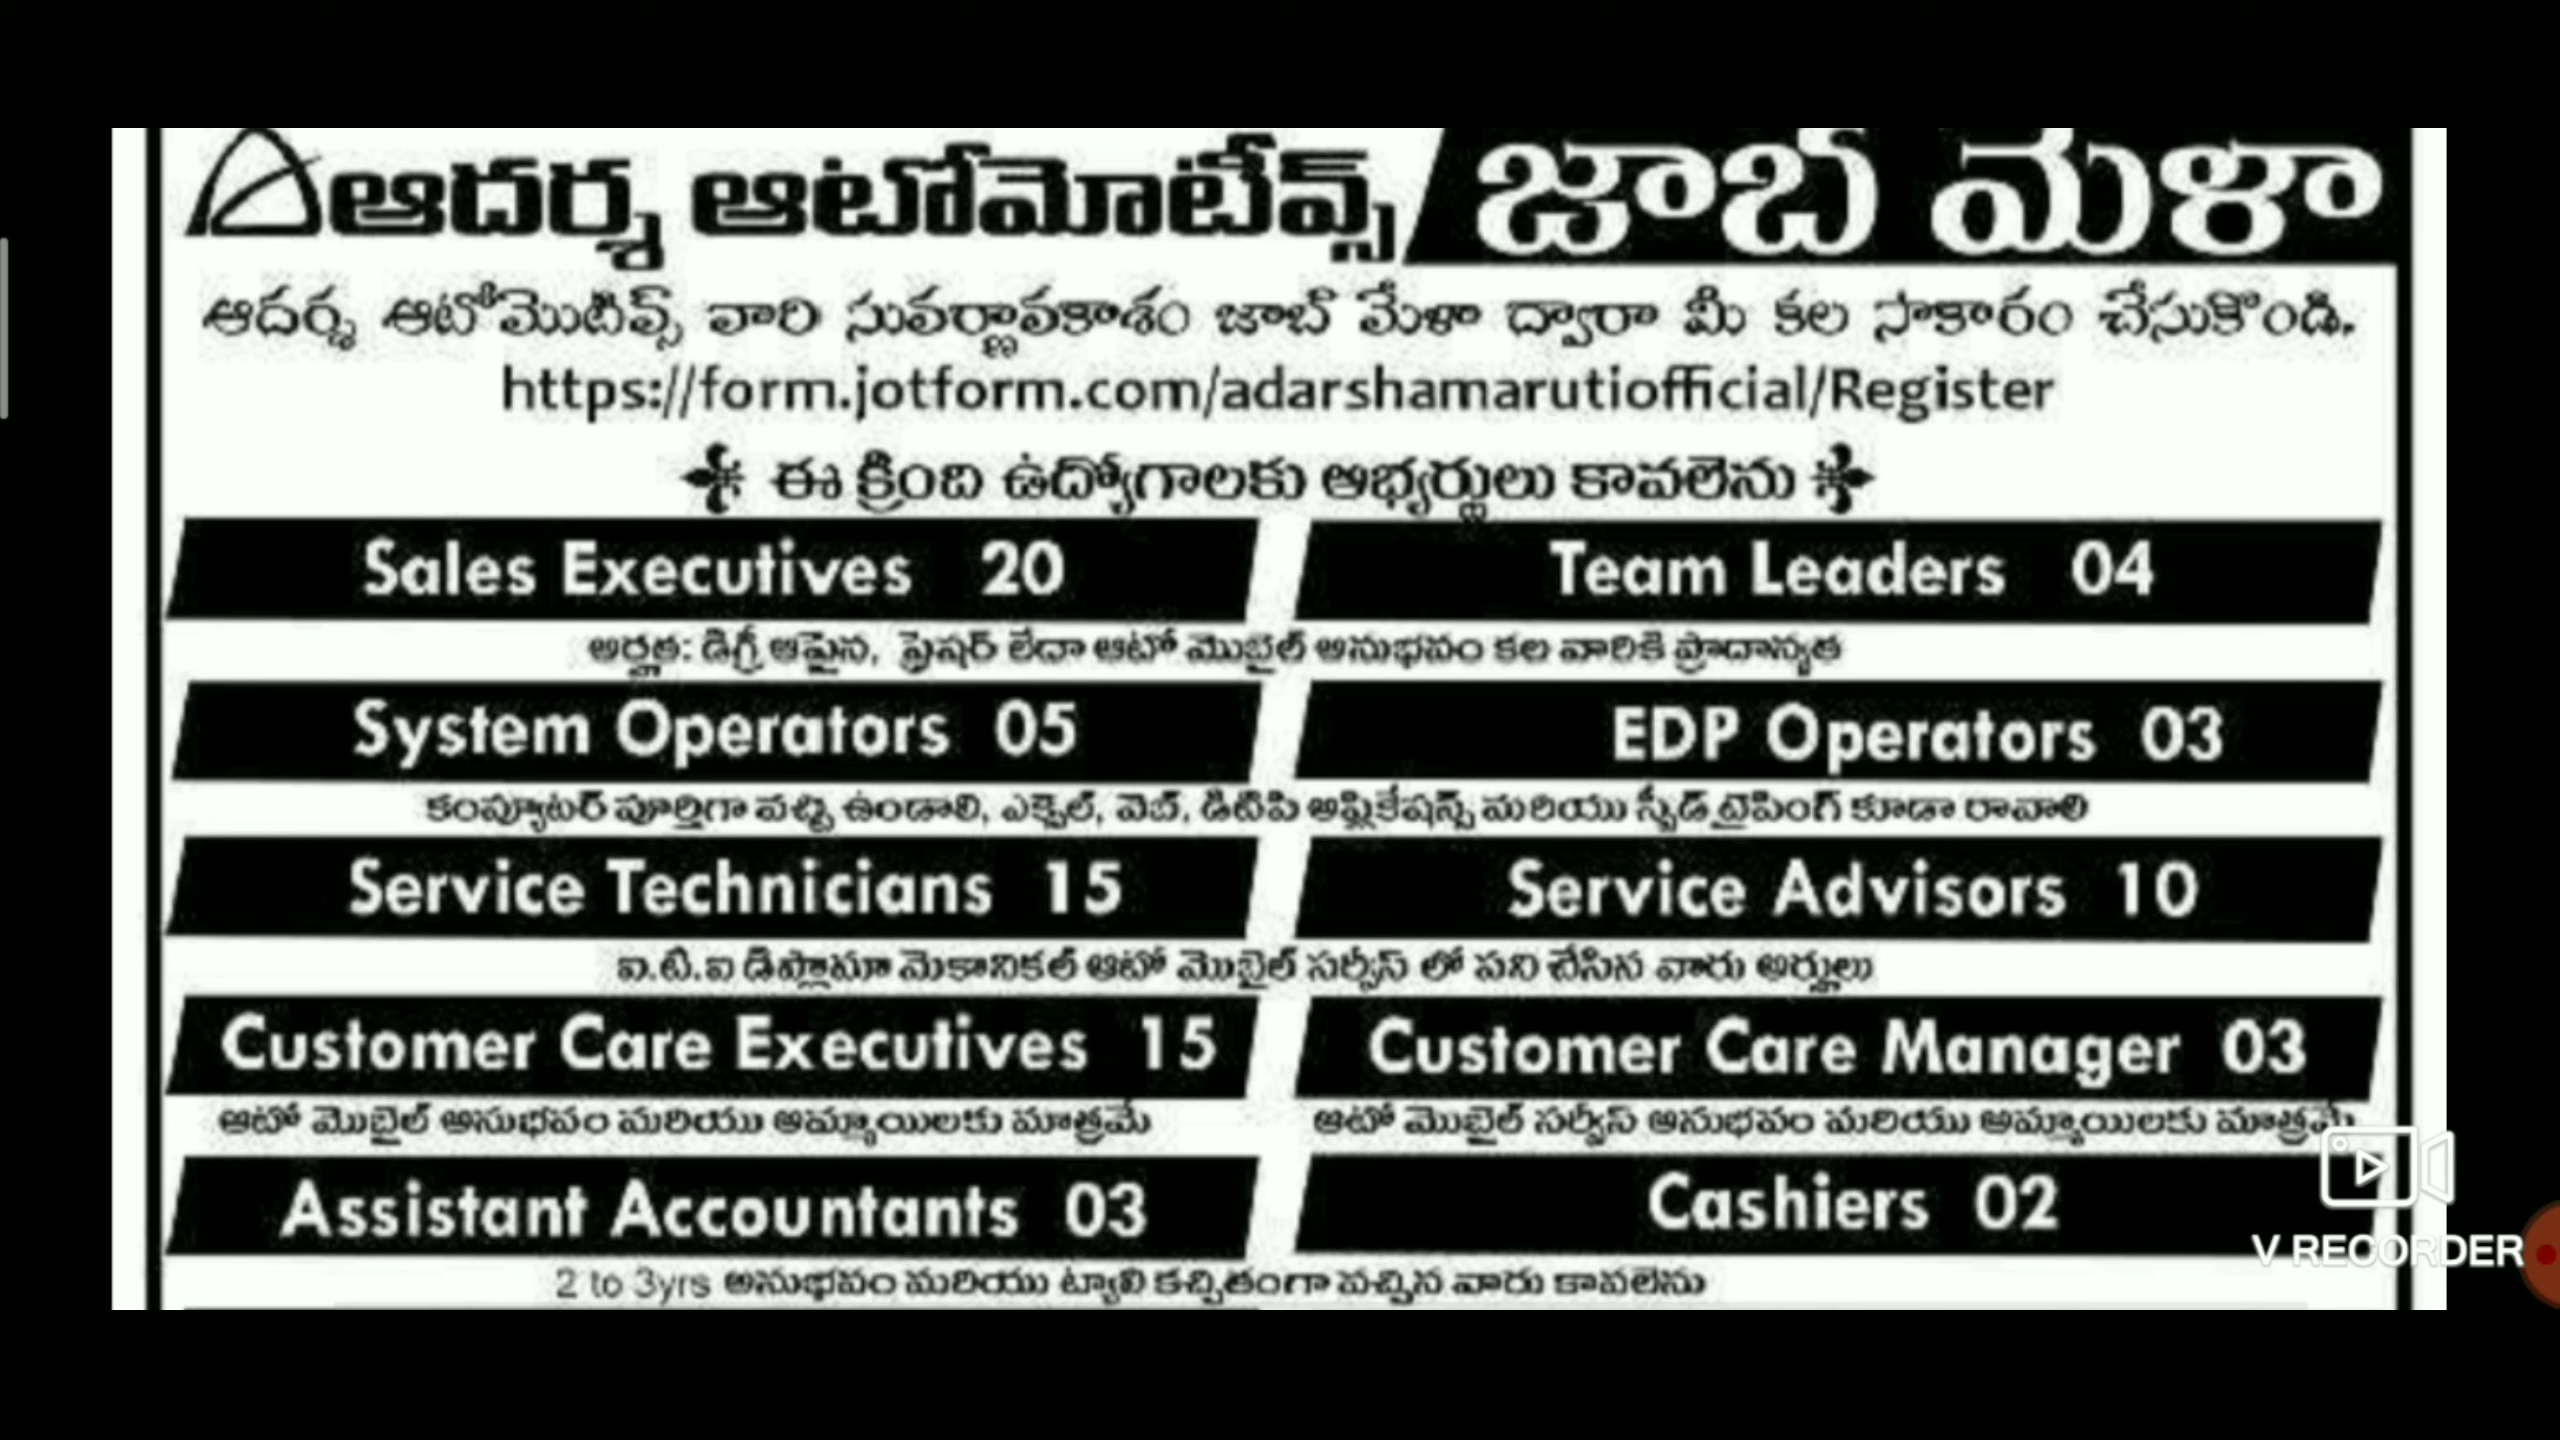 ఆదర్శ ఆటోమోటీవ్స్ జాబ్ మేళా
ఆదర్శ ఆటోమొటీవ్స్ వారి సువర్ణావకాశం జాబ్ మేళా ద్వారా మీ కల సాకారం చేసుకొండి.
https://form.jotform.com/adarshamarutiofficial/Register
ఈ క్రింది ఉద్యోగాలకు అభ్యర్థులు కావలెను
Sales Executives 20 Team Leaders 04
అర్హత: డిగ్రీ ఆపైన, ఫ్రెషర్ లేదా ఆటో మొబైల్ అనుభవం కల వారికి ప్రాదాన్యత
System Operators 05 EDP Operators 03
కంప్యూటర్ పూర్తిగా వచ్చి ఉండాలి, ఎక్సెల్, వెబ్, డిటిపి అప్లికేషన్స్ మరియు స్పీడ్ టైపింగ్ కూడా రావాలి
Service Technicians 15 Service Advisors 10
ఐ.టి.ఐ డిప్లొమా మెకానికల్ ఆటో మొబైల్ సర్వీస్ లో పని చేసిన వారు అర్హులు
Customer Care Executives 15 Customer Care Manager 03
ఆటో మొబైల్ అనుభవం మరియు అమ్మాయిలకు మాత్రమే ఆటో మొబైల్ సర్వీస్ అనుభవం మరియు అమ్మాయిలకు మాత్రమే
Assistant Accountants 03 Cashiers 02
2 to 3yrs అనుభవం మరియు ట్యాలి కచ్చితంగా వచ్చిన వారు కావలెను
V RECORDER